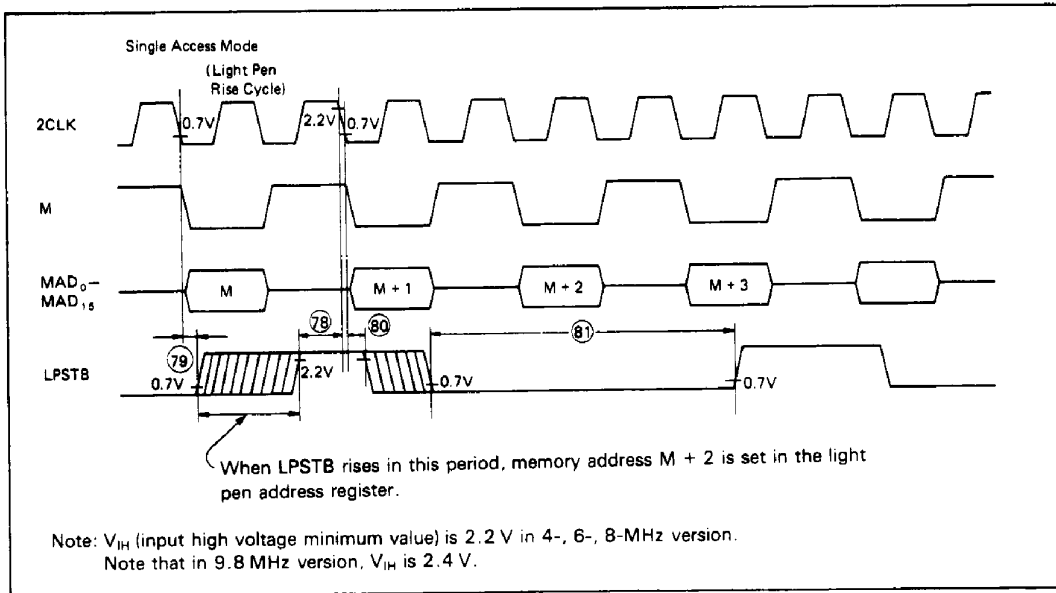 Single Access Mode
(Light Pen
Rise Cycle)
2CLK
0.7V
2.2V
0.7V
M
MAD₀–
MAD₁₅
M
M + 1
M + 2
M + 3
78
80
81
79
LPSTB
0.7V
2.2V
0.7V
0.7V
When LPSTB rises in this period, memory address M + 2 is set in the light
pen address register.
Note: V_IH (input high voltage minimum value) is 2.2 V in 4-, 6-, 8-MHz version.
Note that in 9.8 MHz version, V_IH is 2.4 V.